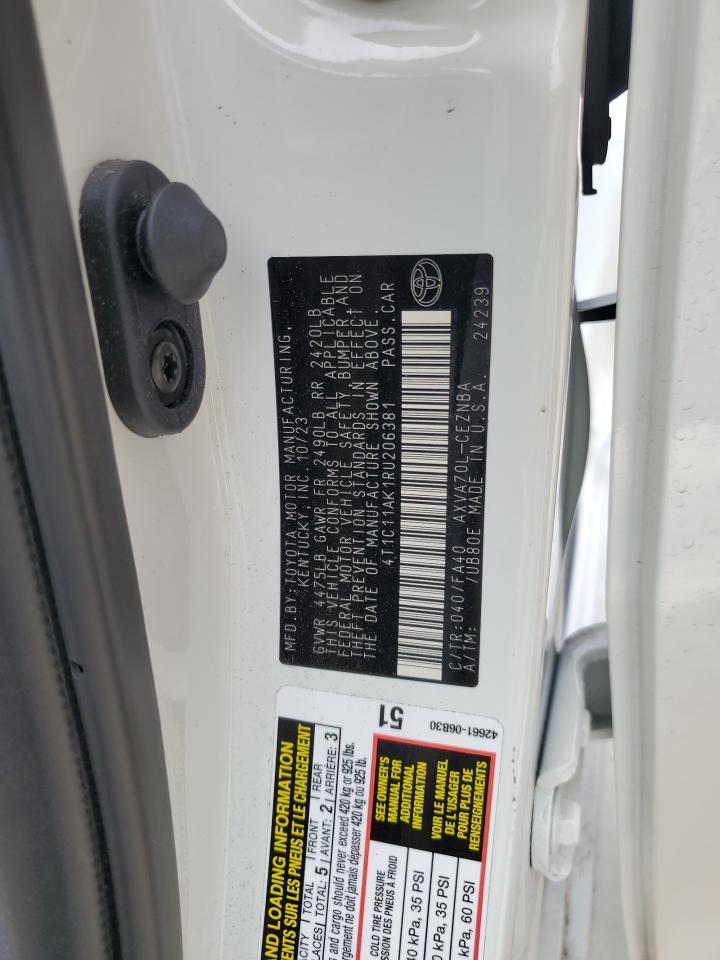 MFD.BY:TOYOTA MOTOR MANUFACTURING,
KENTUCKY, INC. 10/23
GVWR 4475LB GAWR FR 2490LB RR 2420LB
THIS VEHICLE CONFORMS TO ALL APPLICABLE
FEDERAL MOTOR VEHICLE SAFETY, BUMPER, AND
THEFT PREVENTION STANDARDS IN EFFECT ON
THE DATE OF MANUFACTURE SHOWN ABOVE.
4T1C11AK1RU206381 PASS.CAR
C/TR:040/FA40 AXVA70L-CEZNBA
A/TM: /UB80E MADE IN U.S.A. 24239
AND LOADING INFORMATION
SUR LES PNEUS ET LE CHARGEMENT
TOTAL FRONT REAR
TOTAL: 5 AVANT: 2 ARRIÈRE: 3
and cargo should never exceed 420 kg or 925 lbs.
ne doit jamais dépasser 420 kg ou 925 lb.
51
42661-06B30
COLD TIRE PRESSURE
DES PNEUS À FROID
SEE OWNER'S
MANUAL FOR
ADDITIONAL
INFORMATION
VOIR LE MANUEL
DE L'USAGER
POUR PLUS DE
RENSEIGNEMENTS
kPa, 35 PSI
kPa, 35 PSI
kPa, 60 PSI